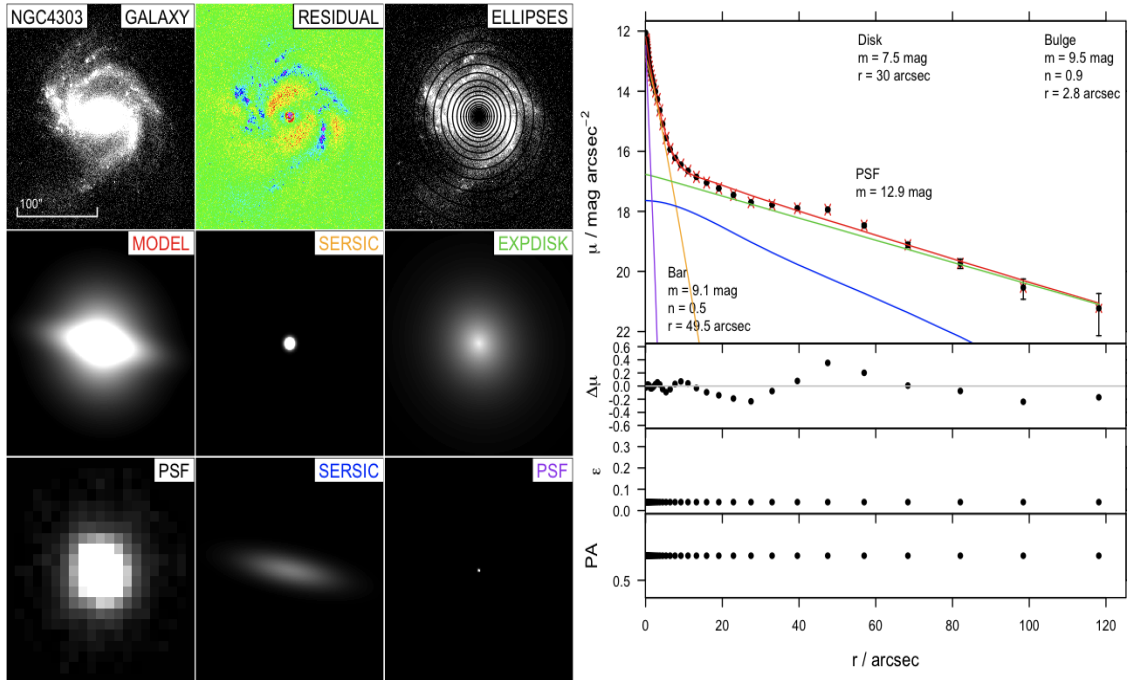 NGC4303
GALAXY
RESIDUAL
ELLIPSES
100"
MODEL
SERSIC
EXPDISK
PSF
SERSIC
PSF
Disk
m = 7.5 mag
r = 30 arcsec
Bulge
m = 9.5 mag
n = 0.9
r = 2.8 arcsec
PSF
m = 12.9 mag
Bar
m = 9.1 mag
n = 0.5
r = 49.5 arcsec
μ / mag arcsec⁻²
12
14
16
18
20
22
Δμ
0.6
0.4
0.2
0.0
-0.2
-0.4
-0.6
ε
0.3
0.2
0.1
0.0
PA
0.5
0 20 40 60 80 100 120
r / arcsec